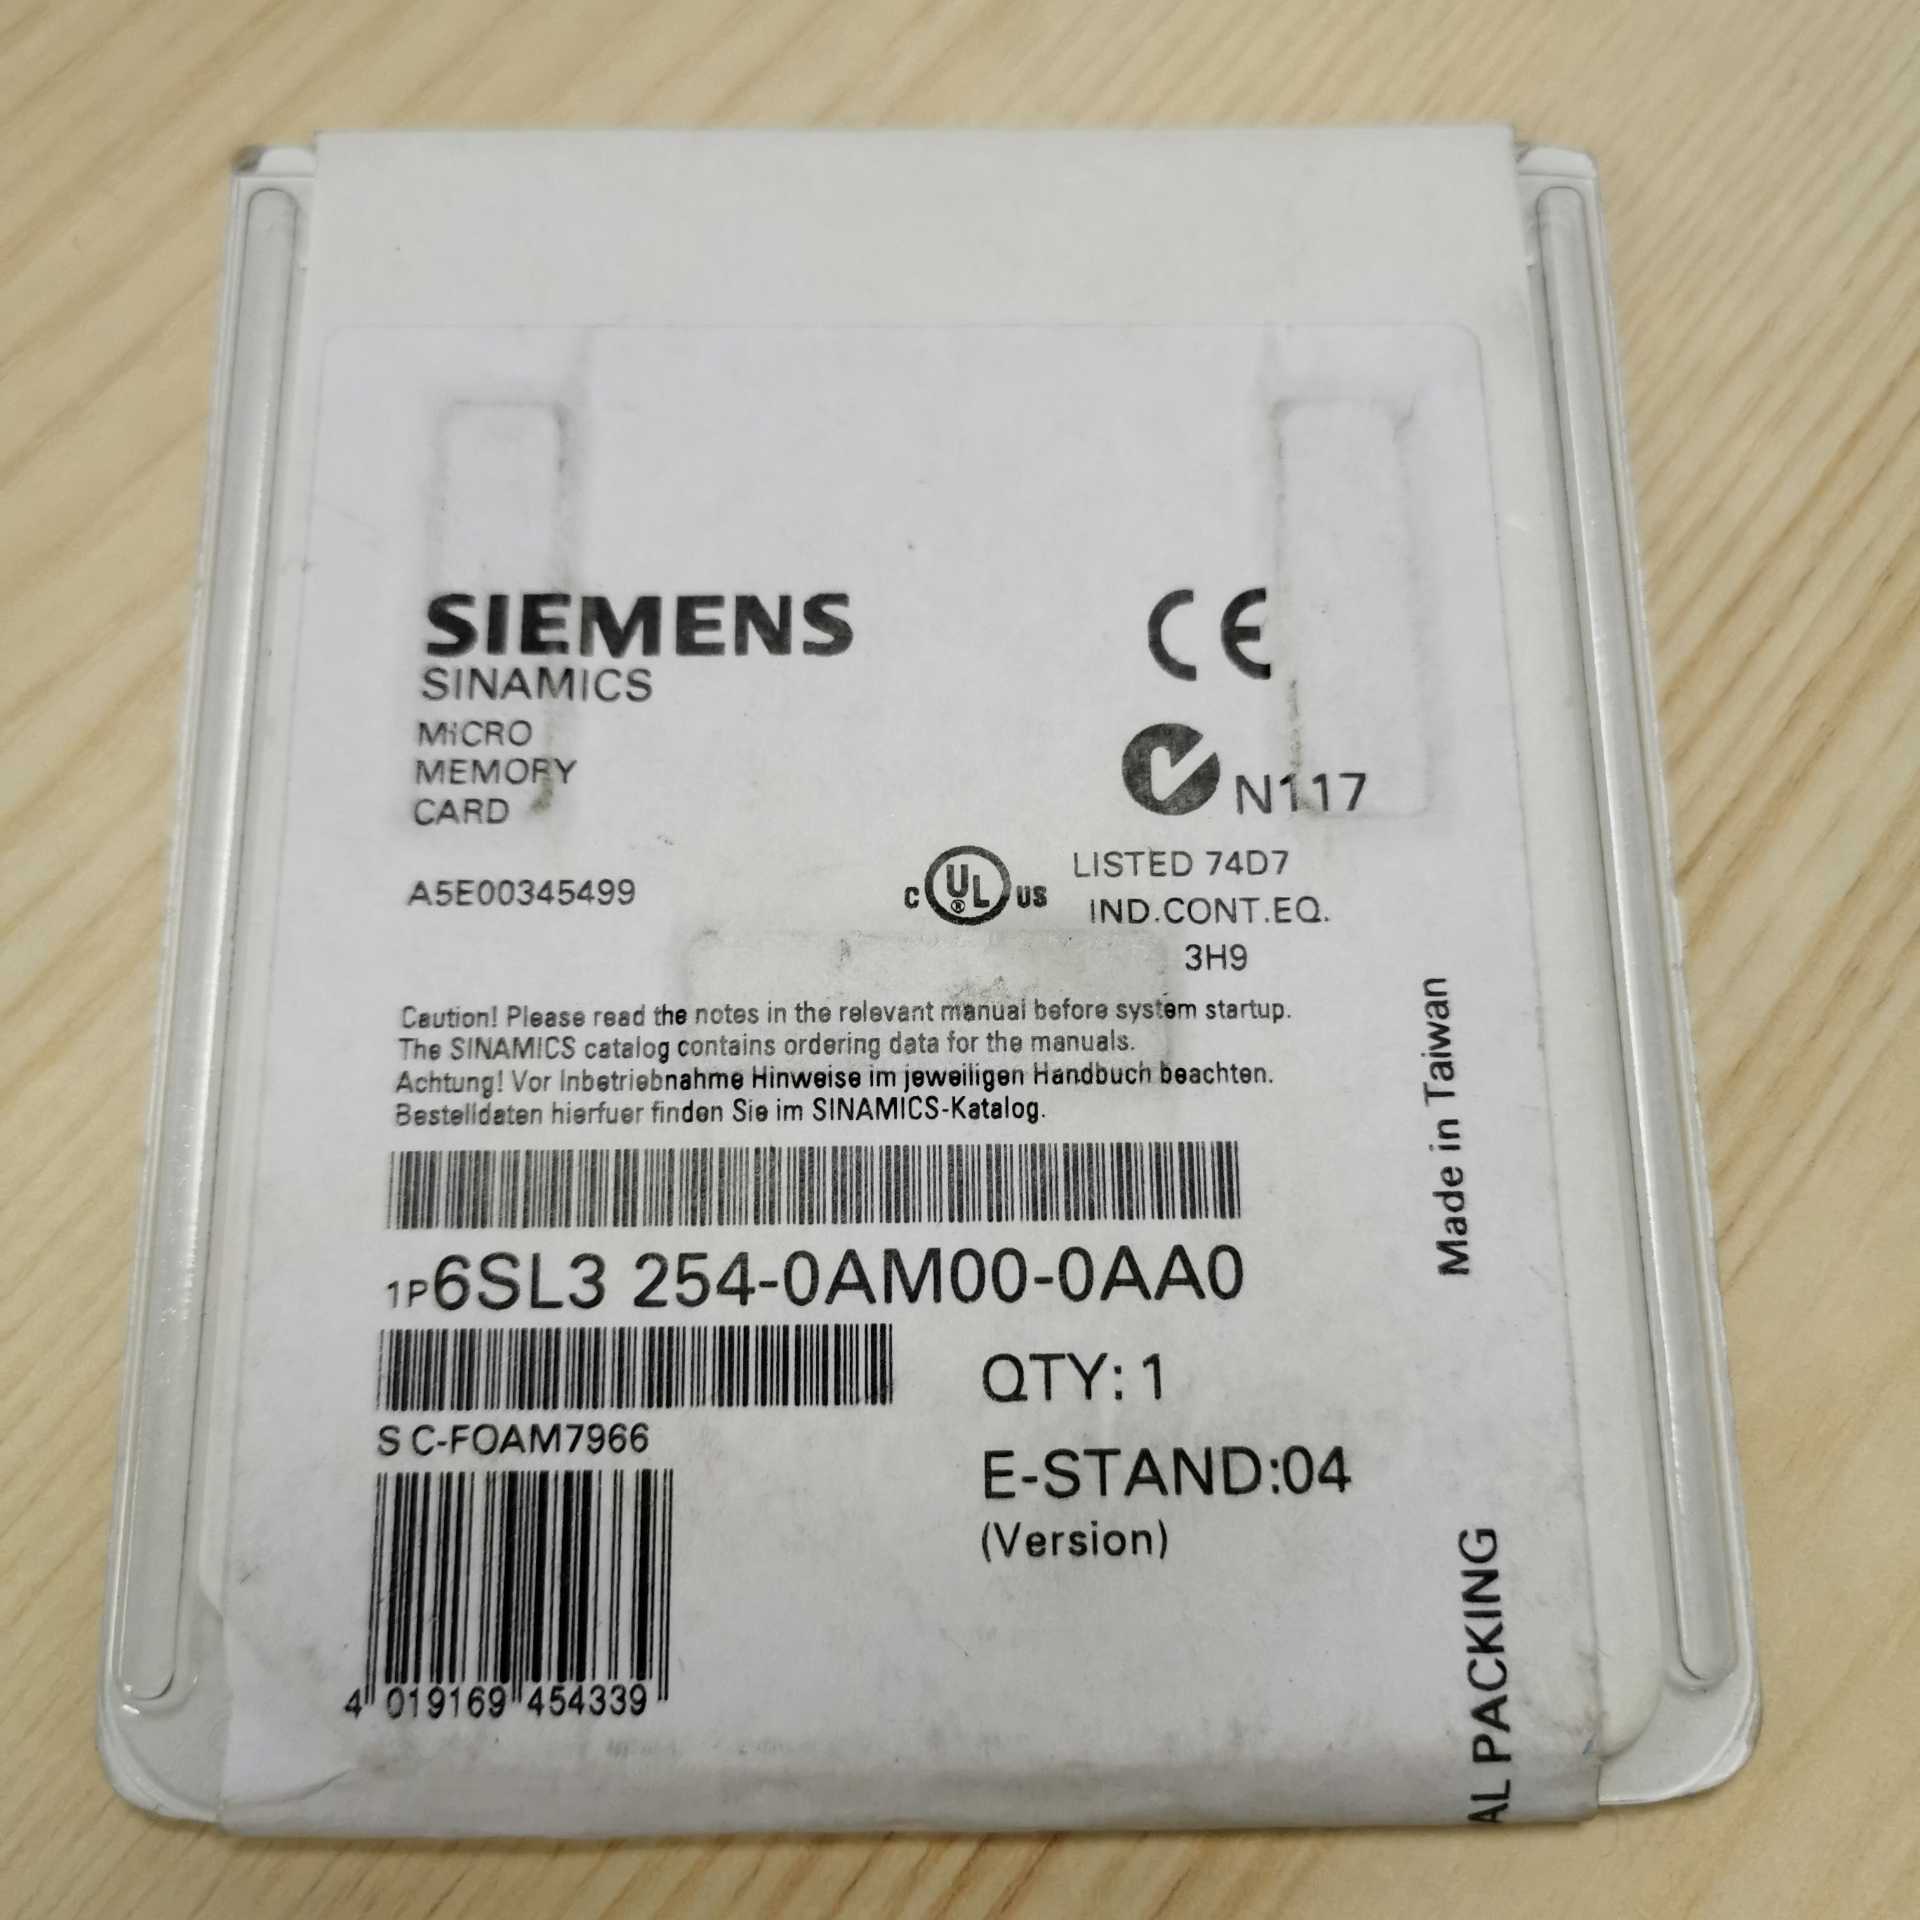 SIEMENS
SINAMICS
MICRO
MEMORY
CARD
A5E00345499
CE
N117
C UL® US
LISTED 74D7
IND.CONT.EQ.
3H9
Caution! Please read the notes in the relevant manual before system startup.
The SINAMICS catalog contains ordering data for the manuals.
Achtung! Vor Inbetriebnahme Hinweise im jeweiligen Handbuch beachten.
Bestelldaten hierfuer finden Sie im SINAMICS-Katalog.
1P6SL3 254-0AM00-0AA0
S C-FOAM7966
QTY: 1
E-STAND:04
(Version)
4 019169 454339
Made in Taiwan
AL PACKING